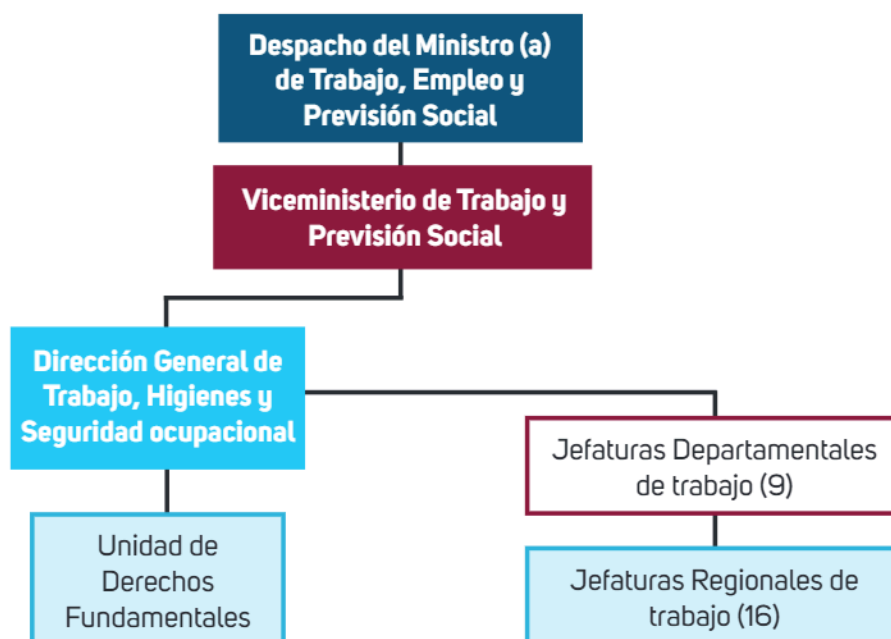 Despacho del Ministro (a)
de Trabajo, Empleo y
Previsión Social
Viceministerio de Trabajo y
Previsión Social
Dirección General de
Trabajo, Higienes y
Seguridad ocupacional
Jefaturas Departamentales
de trabajo (9)
Unidad de
Derechos
Fundamentales
Jefaturas Regionales de
trabajo (16)